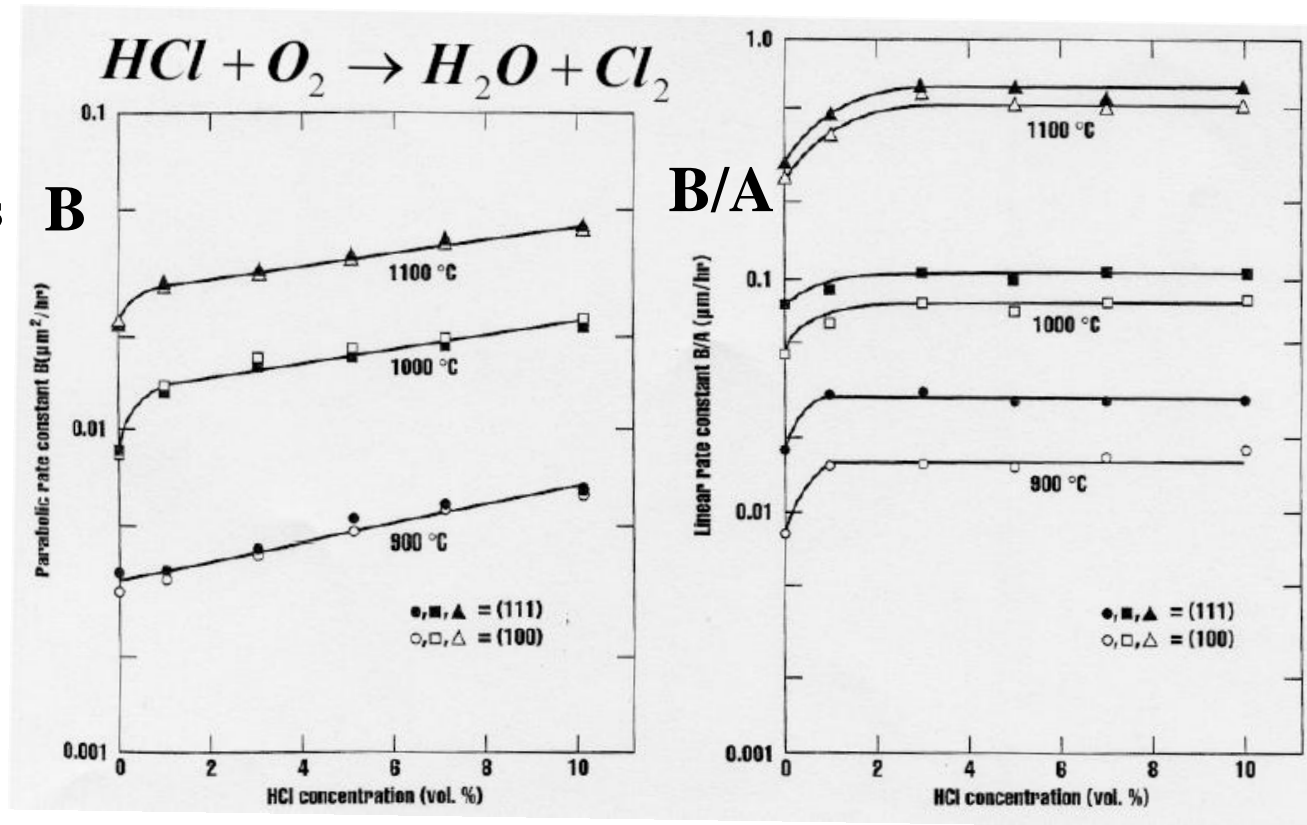 HCl + O₂ → H₂O + Cl₂
s
B
0.1
0.01
0.001
Parabolic rate constant B(μm²/hr)
1100 °C
1000 °C
900 °C
●,■,▲ = (111)
○,□,△ = (100)
0 2 4 6 8 10
HCl concentration (vol. %)
B/A
1.0
0.1
0.01
0.001
Linear rate constant B/A (μm/hr)
1100 °C
1000 °C
900 °C
●,■,▲ = (111)
○,□,△ = (100)
0 2 4 6 8 10
HCl concentration (vol. %)